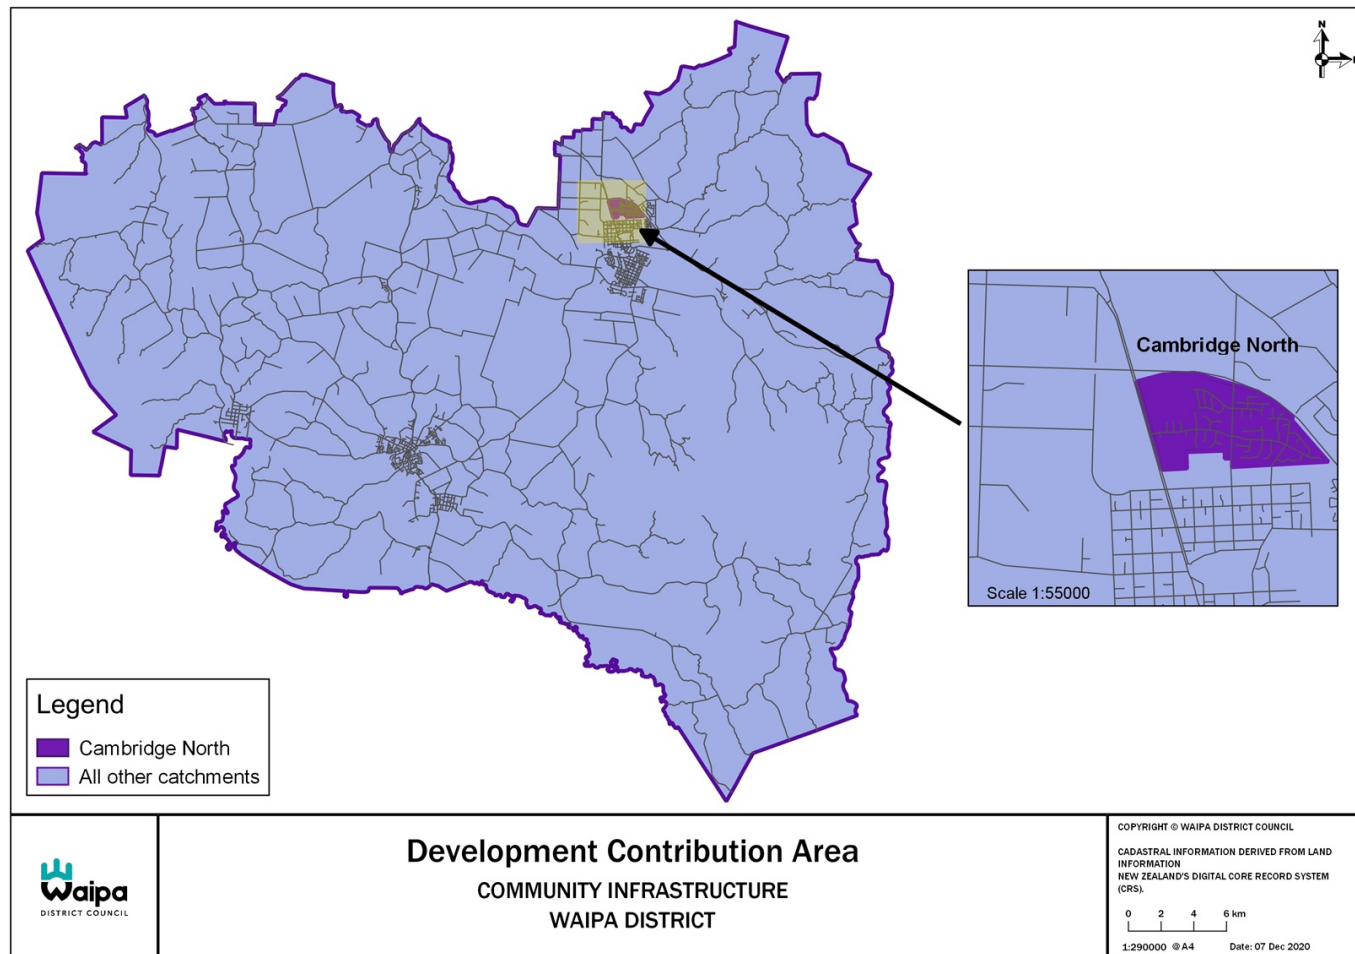 N
Cambridge North
Scale 1:55000
Legend
Cambridge North
All other catchments
Waipa
DISTRICT COUNCIL
Development Contribution Area
COMMUNITY INFRASTRUCTURE
WAIPA DISTRICT
COPYRIGHT © WAIPA DISTRICT COUNCIL
CADASTRAL INFORMATION DERIVED FROM LAND
INFORMATION
NEW ZEALAND'S DIGITAL CORE RECORD SYSTEM
(CRS).
0 2 4 6 km
1:290000 @ A4 Date: 07 Dec 2020